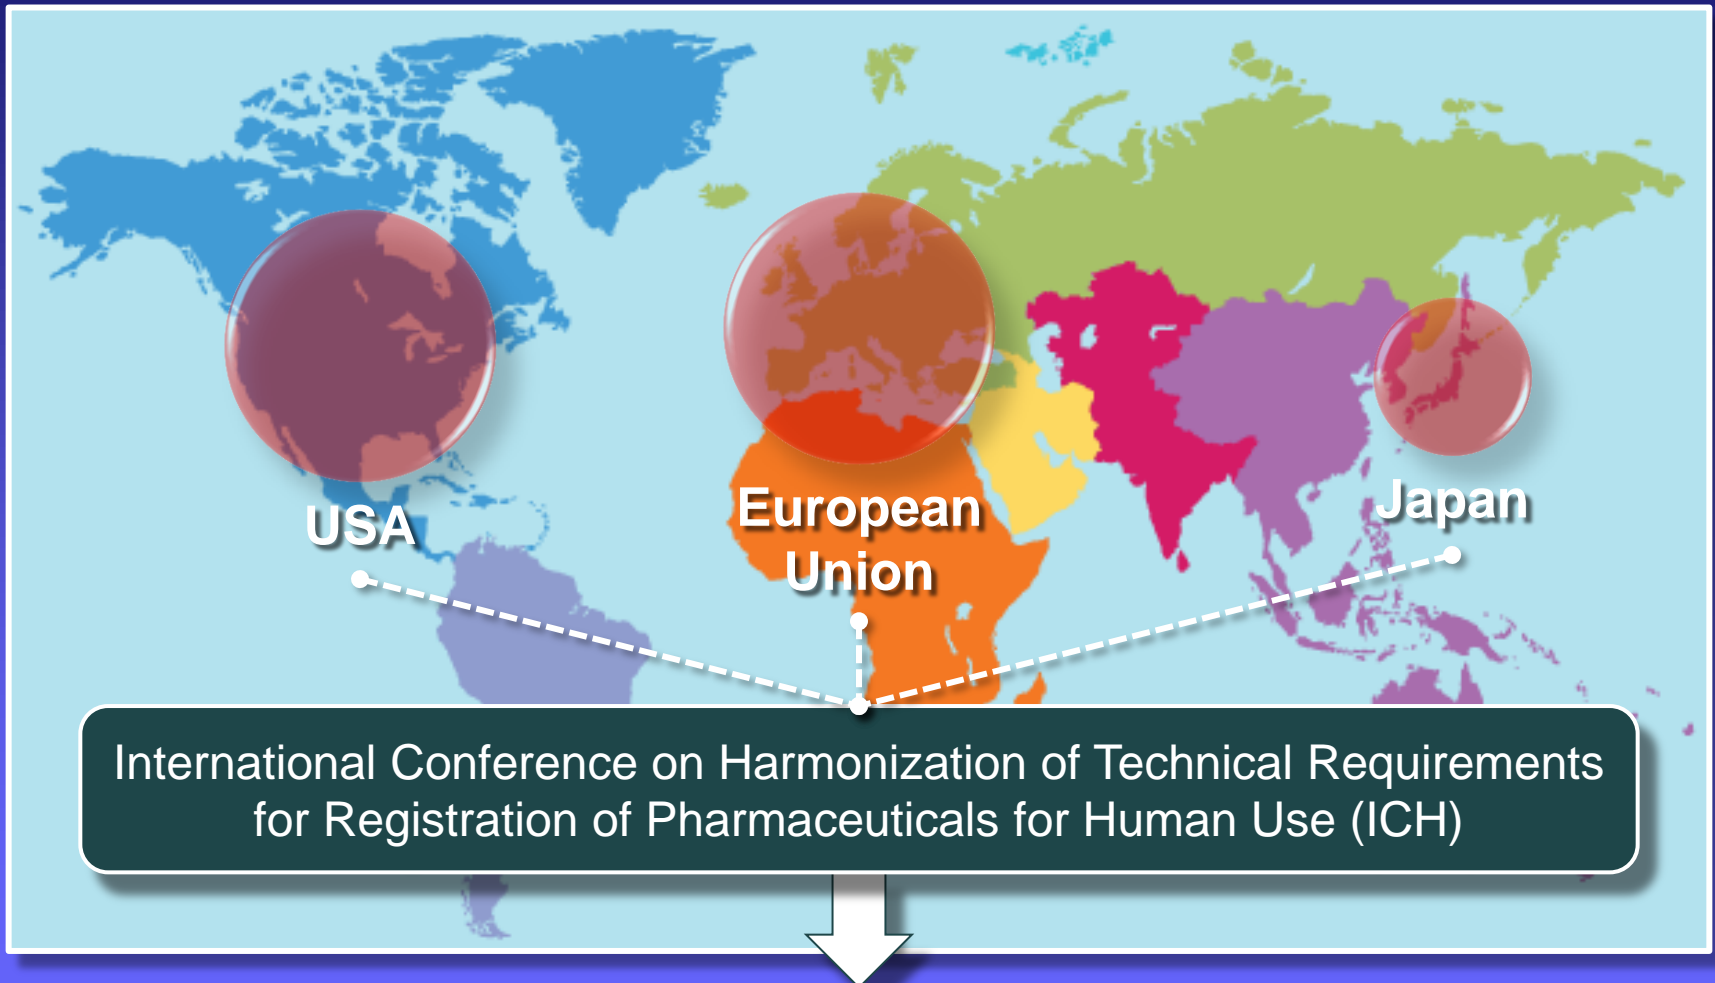 USA
European
Union
Japan
International Conference on Harmonization of Technical Requirements
for Registration of Pharmaceuticals for Human Use (ICH)